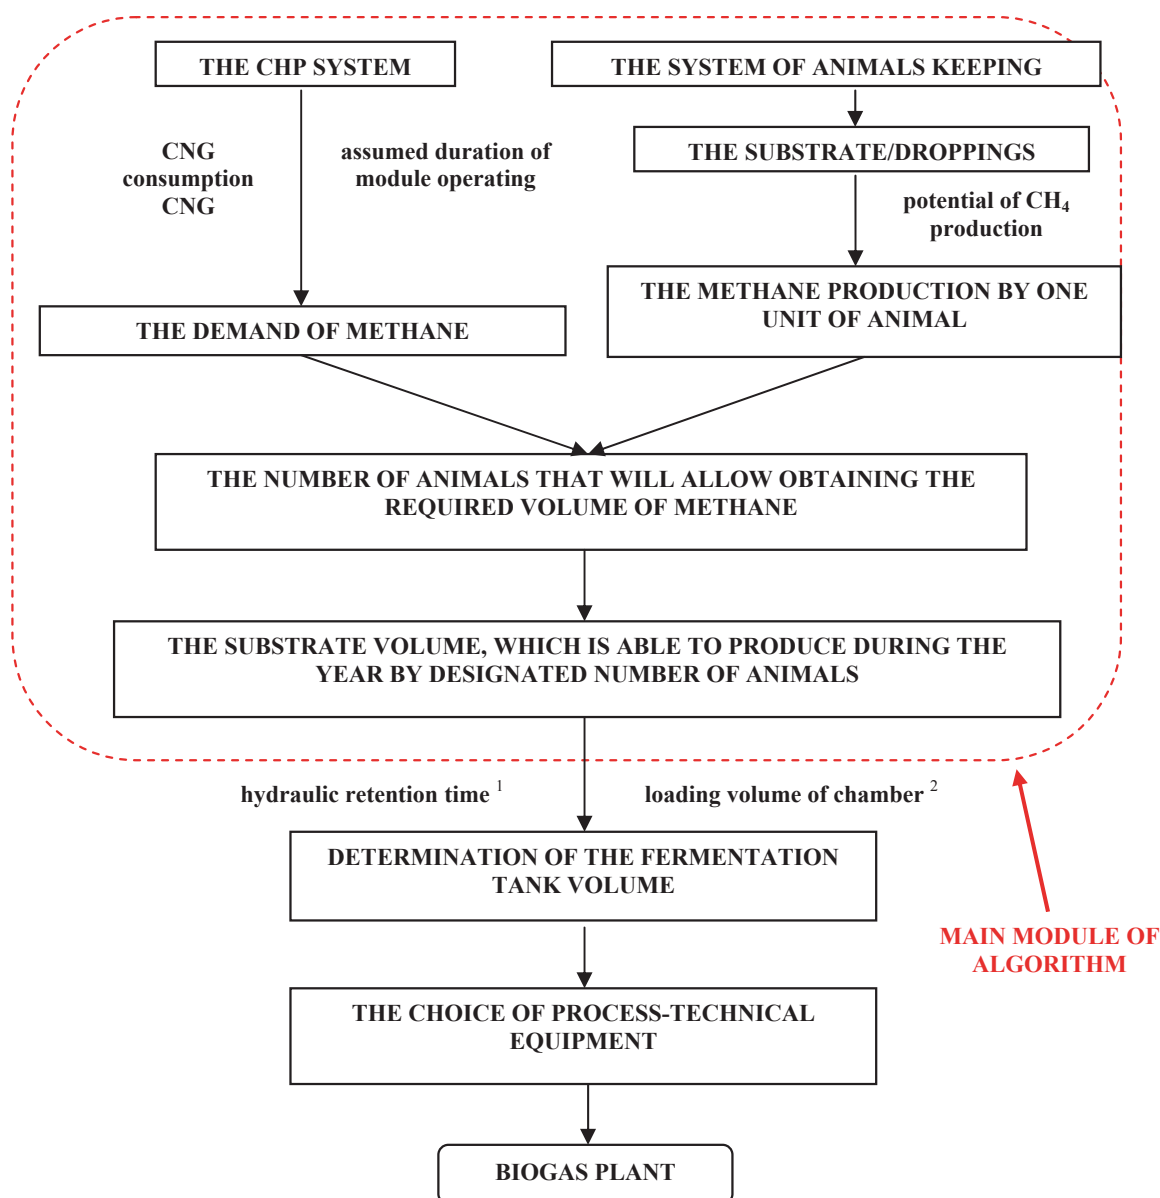 THE CHP SYSTEM
THE SYSTEM OF ANIMALS KEEPING
CNG
consumption
CNG
assumed duration of
module operating
THE SUBSTRATE/DROPPINGS
potential of CH₄
production
THE DEMAND OF METHANE
THE METHANE PRODUCTION BY ONE
UNIT OF ANIMAL
THE NUMBER OF ANIMALS THAT WILL ALLOW OBTAINING THE
REQUIRED VOLUME OF METHANE
THE SUBSTRATE VOLUME, WHICH IS ABLE TO PRODUCE DURING THE
YEAR BY DESIGNATED NUMBER OF ANIMALS
hydraulic retention time ¹
loading volume of chamber ²
DETERMINATION OF THE FERMENTATION
TANK VOLUME
MAIN MODULE OF
ALGORITHM
THE CHOICE OF PROCESS-TECHNICAL
EQUIPMENT
BIOGAS PLANT